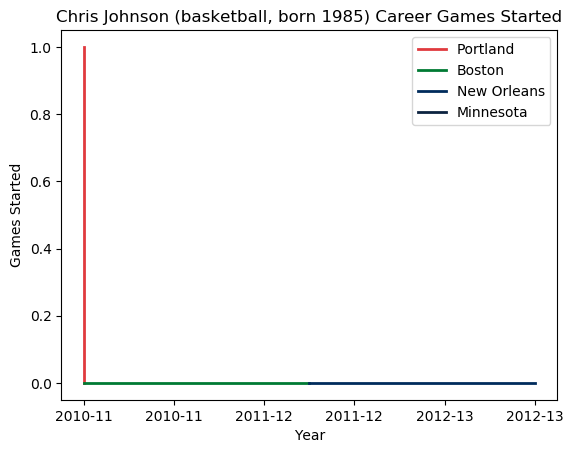 Chris Johnson (basketball, born 1985) Career Games Started
1.0
0.8
0.6
0.4
0.2
0.0
Games Started
Portland
Boston
New Orleans
Minnesota
2010-11 2010-11 2011-12 2011-12 2012-13 2012-13
Year